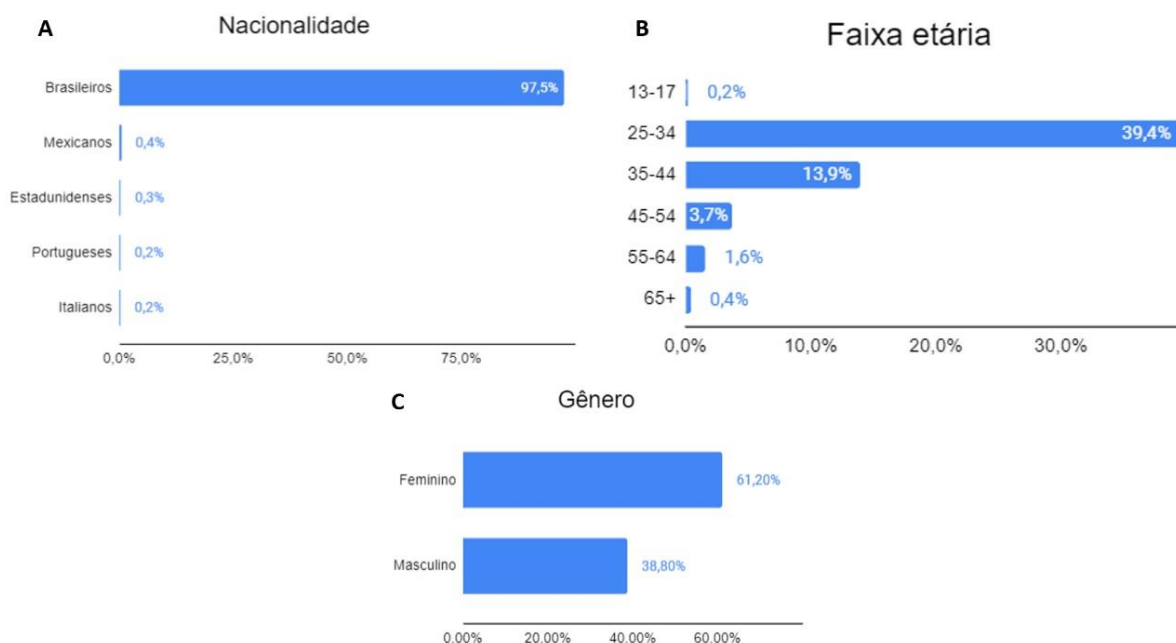 A
Nacionalidade
Brasileiros 97,5%
Mexicanos 0,4%
Estadunidenses 0,3%
Portugueses 0,2%
Italianos 0,2%
0,0% 25,0% 50,0% 75,0%
B
Faixa etária
13-17 0,2%
25-34 39,4%
35-44 13,9%
45-54 3,7%
55-64 1,6%
65+ 0,4%
0,0% 10,0% 20,0% 30,0%
C
Gênero
Feminino 61,20%
Masculino 38,80%
0.00% 20.00% 40.00% 60.00%